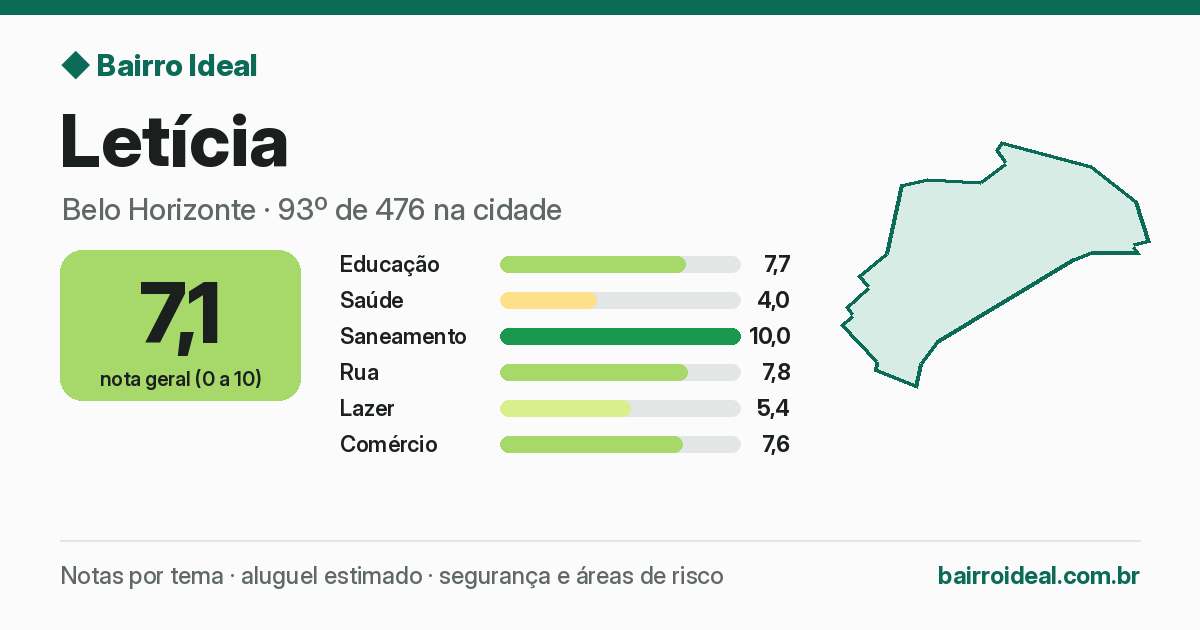 Bairro Ideal
Letícia
Belo Horizonte · 93º de 476 na cidade
7,1
nota geral (0 a 10)
Educação 7,7
Saúde 4,0
Saneamento 10,0
Rua 7,8
Lazer 5,4
Comércio 7,6
Notas por tema · aluguel estimado · segurança e áreas de risco
bairroideal.com.br